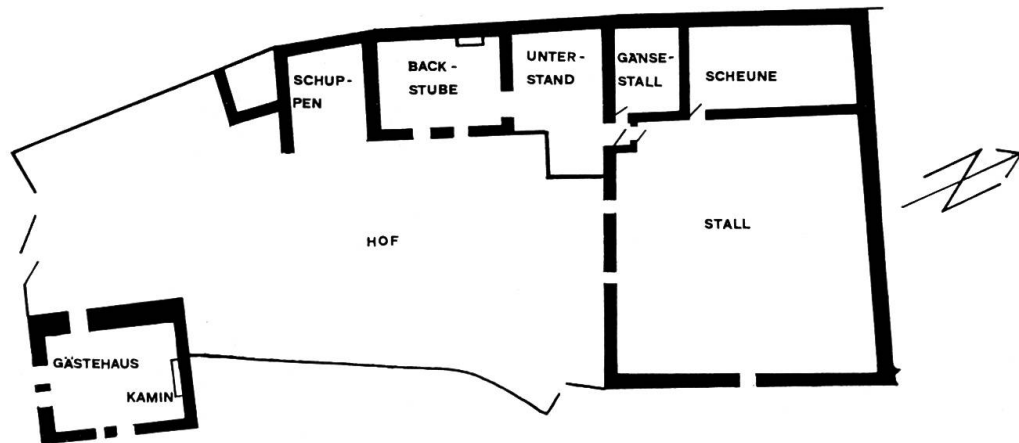 SCHUP-
PEN
BACK-
STUBE
UNTER-
STAND
GÄNSE-
STALL
SCHEUNE
HOF
STALL
GÄSTEHAUS
KAMIN
N